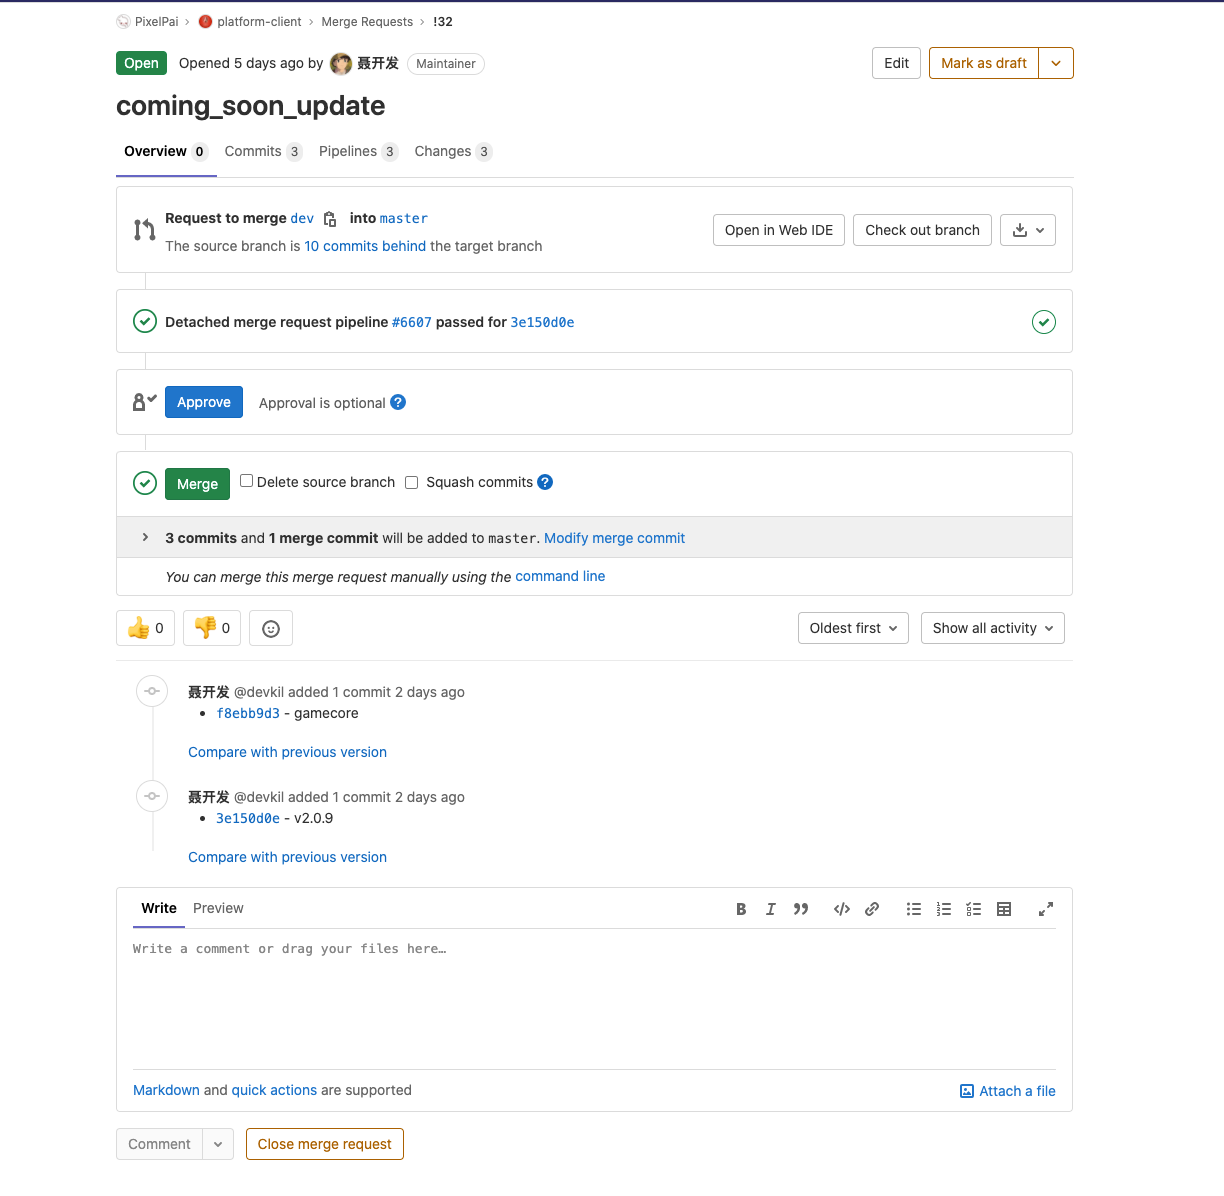 PixelPai › platform-client › Merge Requests › !32
Open Opened 5 days ago by 聂开发 Maintainer Edit Mark as draft
coming_soon_update
Overview 0 Commits 3 Pipelines 3 Changes 3
Request to merge dev into master
The source branch is 10 commits behind the target branch
Open in Web IDE Check out branch
Detached merge request pipeline #6607 passed for 3e150d0e
Approve Approval is optional ?
Merge Delete source branch Squash commits ?
3 commits and 1 merge commit will be added to master. Modify merge commit
You can merge this merge request manually using the command line
0 0 Oldest first Show all activity
聂开发 @devkil added 1 commit 2 days ago
• f8ebb9d3 - gamecore
Compare with previous version
聂开发 @devkil added 1 commit 2 days ago
• 3e150d0e - v2.0.9
Compare with previous version
Write Preview
Write a comment or drag your files here…
Markdown and quick actions are supported Attach a file
Comment Close merge request